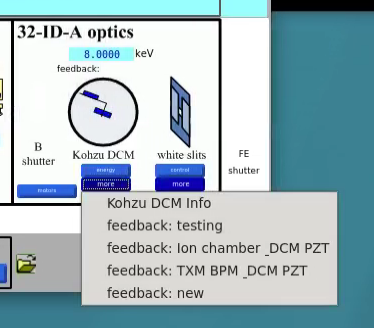 32-ID-A optics
8.0000 keV
feedback:
B
shutter
Kohzu DCM
white slits
FE
shutter
energy
control
motors
more
more
Kohzu DCM Info
feedback: testing
feedback: Ion chamber _DCM PZT
feedback: TXM BPM _DCM PZT
feedback: new